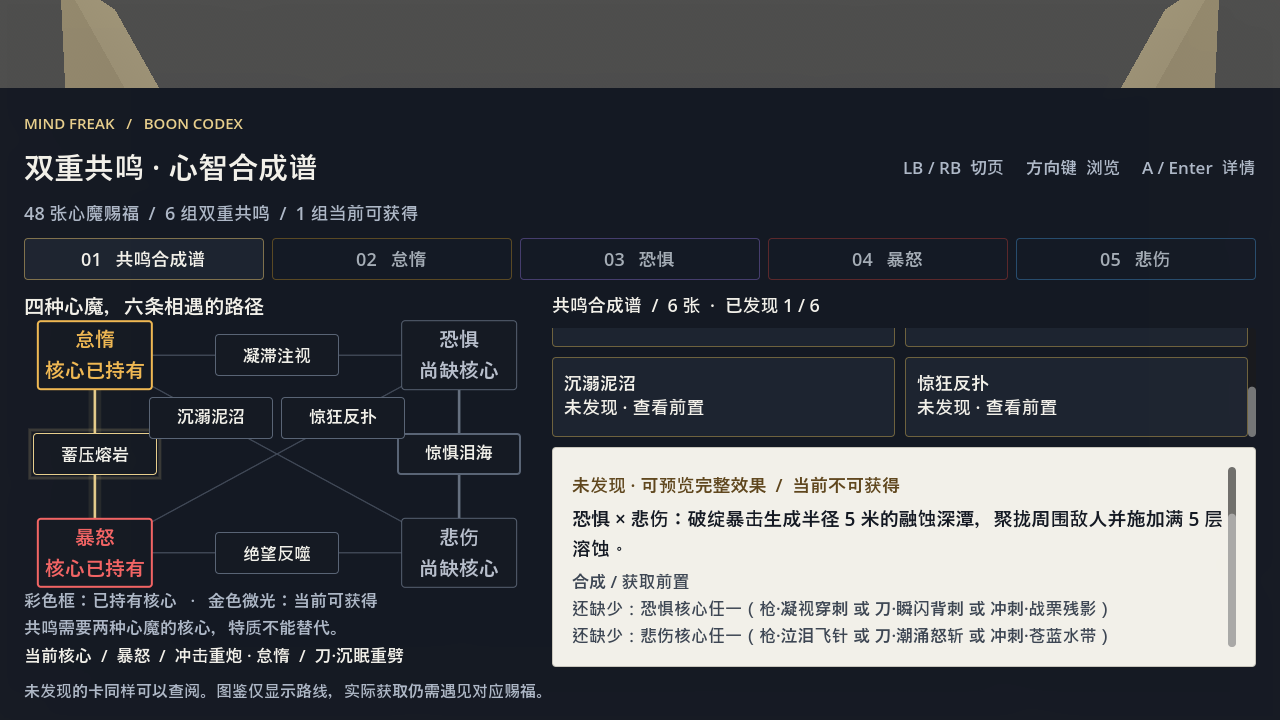 MIND FREAK / BOON CODEX
双重共鸣 · 心智合成谱
LB / RB 切页 方向键 浏览 A / Enter 详情
48 张心魔赐福 / 6 组双重共鸣 / 1 组当前可获得
01 共鸣合成谱
02 怠惰
03 恐惧
04 暴怒
05 悲伤
四种心魔，六条相遇的路径
怠惰
核心已持有
凝滞注视
恐惧
尚缺核心
沉溺泥沼
惊狂反扑
蓄压熔岩
惊惧泪海
暴怒
核心已持有
绝望反噬
悲伤
尚缺核心
彩色框：已持有核心 · 金色微光：当前可获得
共鸣需要两种心魔的核心，特质不能替代。
当前核心 / 暴怒 / 冲击重炮 · 怠惰 / 刀·沉眠重劈
共鸣合成谱 / 6 张 · 已发现 1 / 6
沉溺泥沼
未发现 · 查看前置
惊狂反扑
未发现 · 查看前置
未发现 · 可预览完整效果 / 当前不可获得
恐惧 × 悲伤：破绽暴击生成半径 5 米的融蚀深潭，聚拢周围敌人并施加满 5 层
溶蚀。
合成 / 获取前置
还缺少：恐惧核心任一（ 枪·凝视穿刺 或 刀·瞬闪背刺 或 冲刺·战栗残影 ）
还缺少：悲伤核心任一（ 枪·泣泪飞针 或 刀·潮涌怒斩 或 冲刺·苍蓝水带 ）
未发现的卡同样可以查阅。图鉴仅显示路线，实际获取仍需遇见对应赐福。